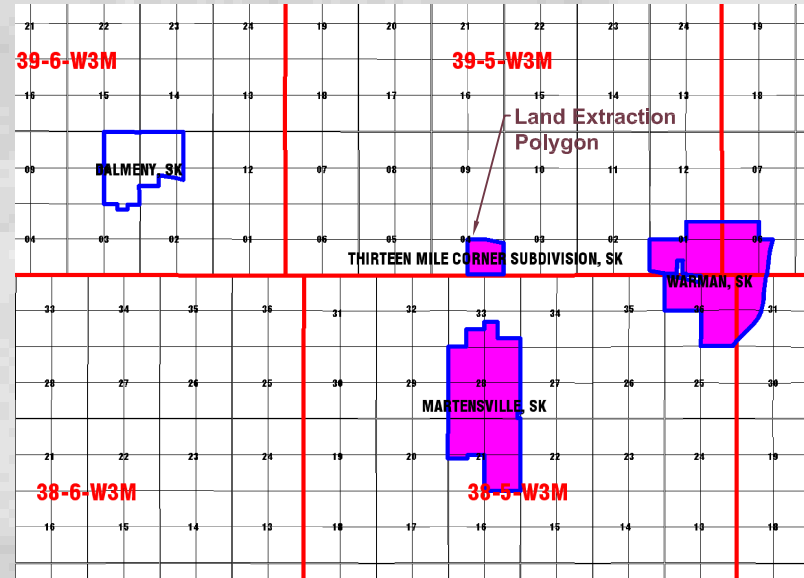 21 22 23 24 19 20 21 22 23 24 19
39-6-W3M 39-5-W3M
16 15 14 13 18 17 16 15 14 13 18
Land Extraction
Polygon
09 DALMENY, SK 12 07 08 09 10 11 12 07
04 03 02 01 06 05 04 03 02 01 06
THIRTEEN MILE CORNER SUBDIVISION, SK
WARMAN, SK
33 34 35 36 31 32 33 34 35 36 31
28 27 26 25 30 29 28 27 26 25 30
MARTENSVILLE, SK
21 22 23 24 19 20 21 22 23 24 19
38-6-W3M 38-5-W3M
16 15 14 13 18 17 16 15 14 13 18